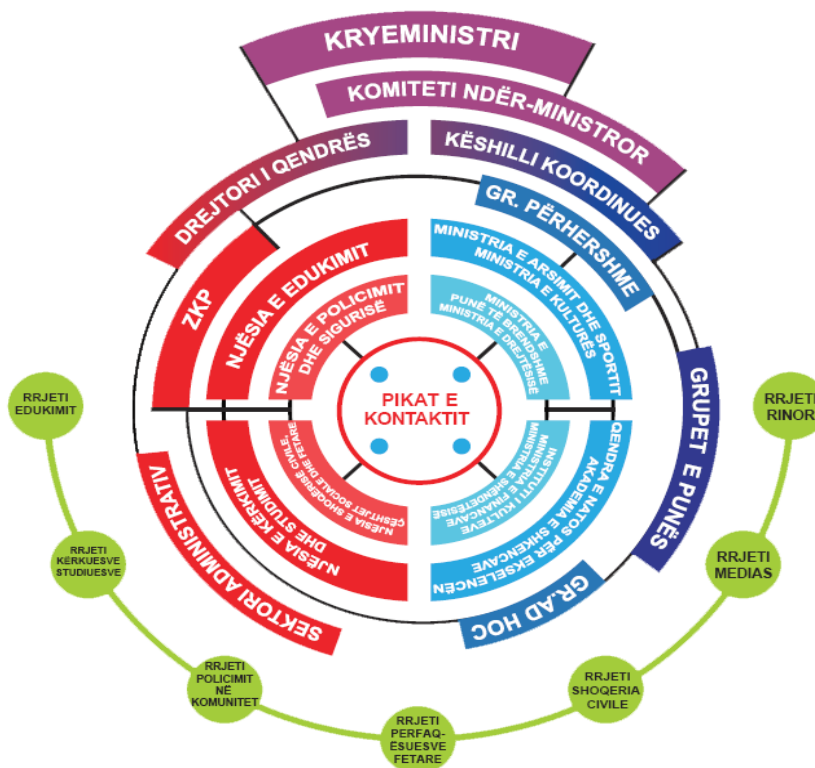 KRYEMINISTRI
KOMITETI NDËR-MINISTROR
DREJTORI I QENDRËS
KËSHILLI KOORDINUES
GR. PËRHERSHME
ZKP
NJËSIA E EDUKIMIT
NJËSIA E POLICIMIT
DHE SIGURISË
MINISTRIA E ARSIMIT DHE SPORTIT
MINISTRIA E KULTURËS
MINISTRIA E
PUNË TË BRENDSHME
MINISTRIA E DREJTËSISË
PIKAT E
KONTAKTIT
GRUPET E PUNËS
SEKTORI ADMINISTRATIV
NJËSIA E KËRKIMIT
DHE STUDIMIT
NJËSIA E SHOQËRISË CIVILE,
ÇËSHTJET SOCIALE DHE FETARE
INSTITUTI I KULTEVE
MINISTRIA E FINANCAVE
MINISTRIA E SHËNDETËSISË
QENDRA E NATOS PËR EKSELENCËN
AKADEMIA E SHKENCAVE
GR.AD HOC
RRJETI
EDUKIMIT
RRJETI
KËRKUESVE
STUDIUESVE
RRJETI
POLICIMIT
NË
KOMUNITET
RRJETI
PERFAQ-
ËSUESVE
FETARE
RRJETI
SHOQERIA
CIVILE
RRJETI
MEDIAS
RRJETI
RINOR